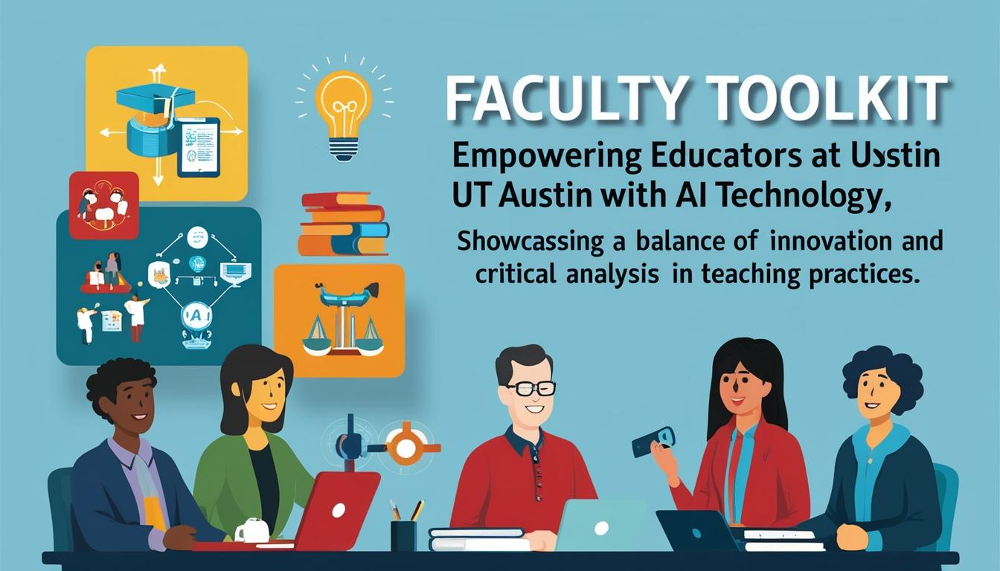 FACULTY TOOLKIT
Empowering Educators at Usstin
UT Austin with AI Technology,
Showcassing a balance of innovation and
critical analysis in teaching practices.
AI